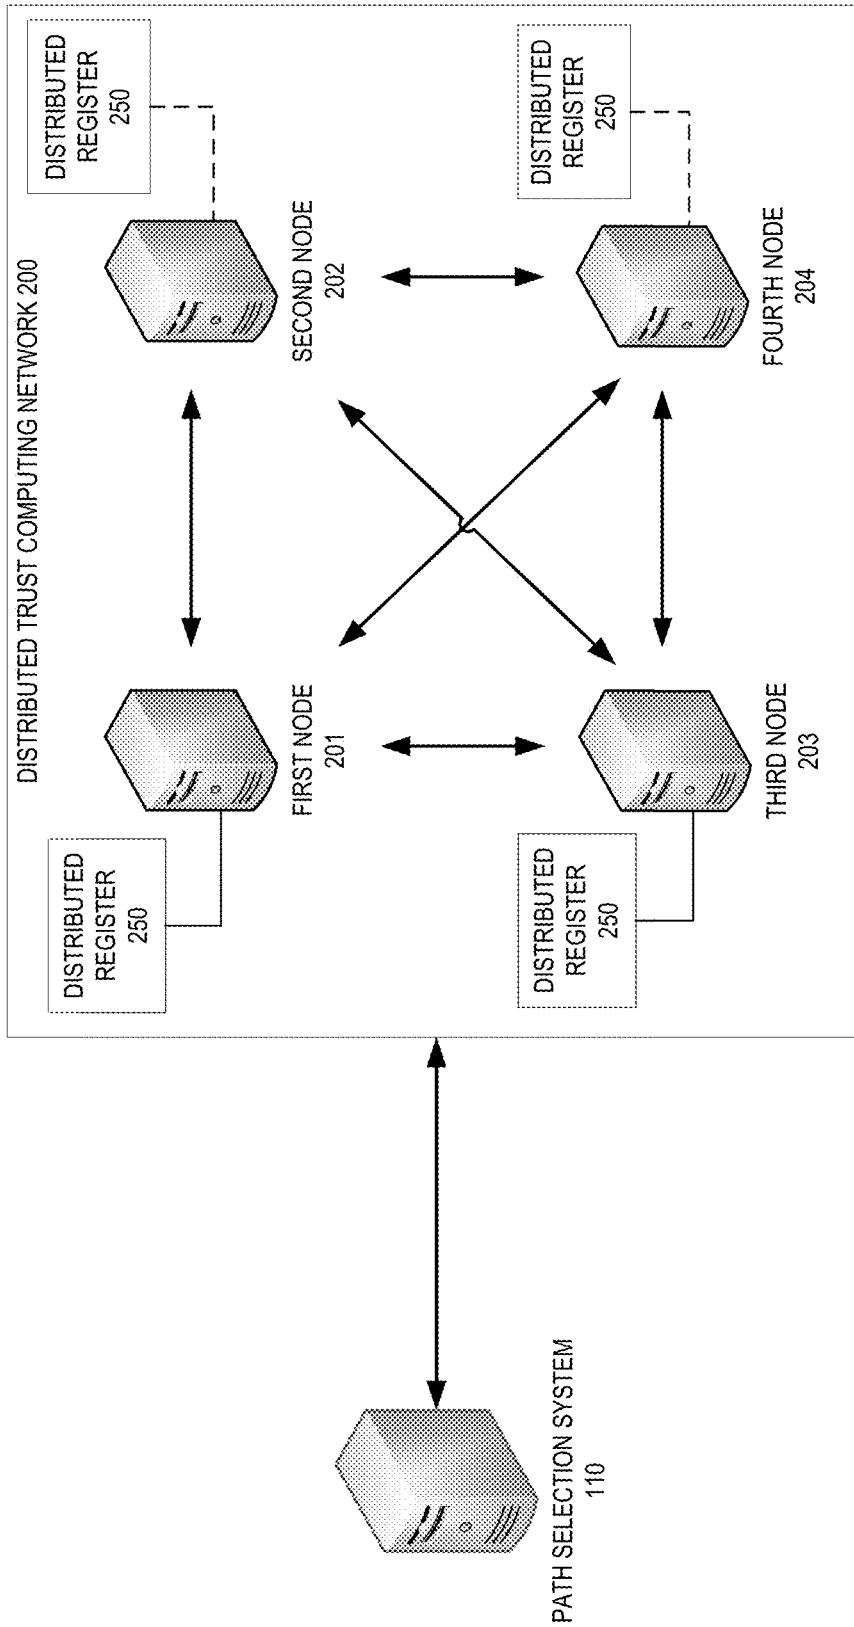 DISTRIBUTED TRUST COMPUTING NETWORK 200
DISTRIBUTED
REGISTER
250
FIRST NODE
201
DISTRIBUTED
REGISTER
250
SECOND NODE
202
PATH SELECTION SYSTEM
110
DISTRIBUTED
REGISTER
250
THIRD NODE
203
DISTRIBUTED
REGISTER
250
FOURTH NODE
204